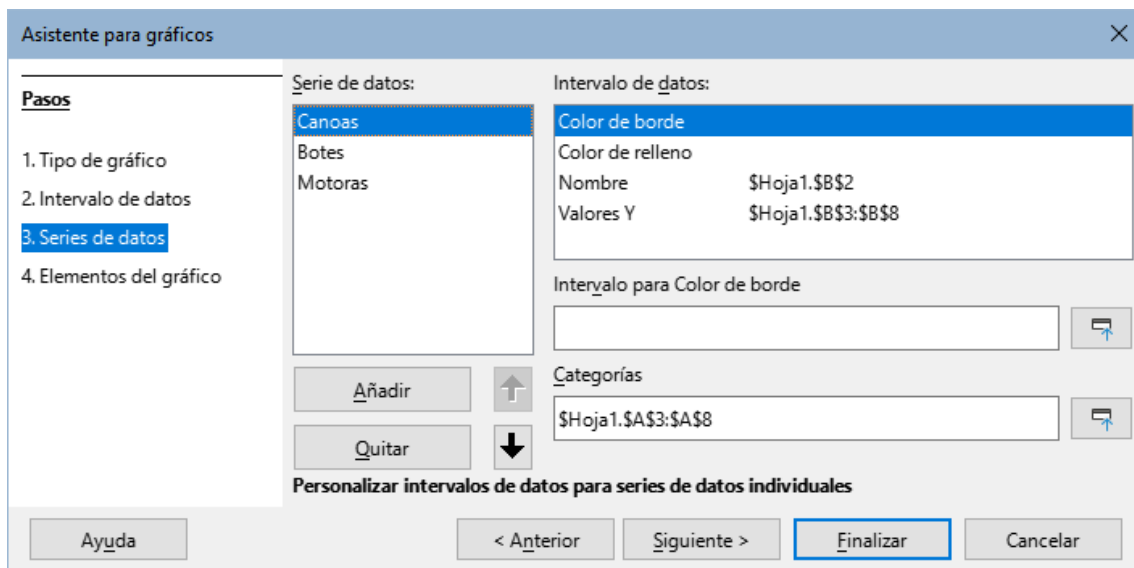 Asistente para gráficos
Pasos
1. Tipo de gráfico
2. Intervalo de datos
3. Series de datos
4. Elementos del gráfico
Serie de datos:
Canoas
Botes
Motoras
Añadir
Quitar
Intervalo de datos:
Color de borde
Color de relleno
Nombre $Hoja1.$B$2
Valores Y $Hoja1.$B$3:$B$8
Intervalo para Color de borde
Categorías
$Hoja1.$A$3:$A$8
Personalizar intervalos de datos para series de datos individuales
Ayuda
< Anterior
Siguiente >
Finalizar
Cancelar